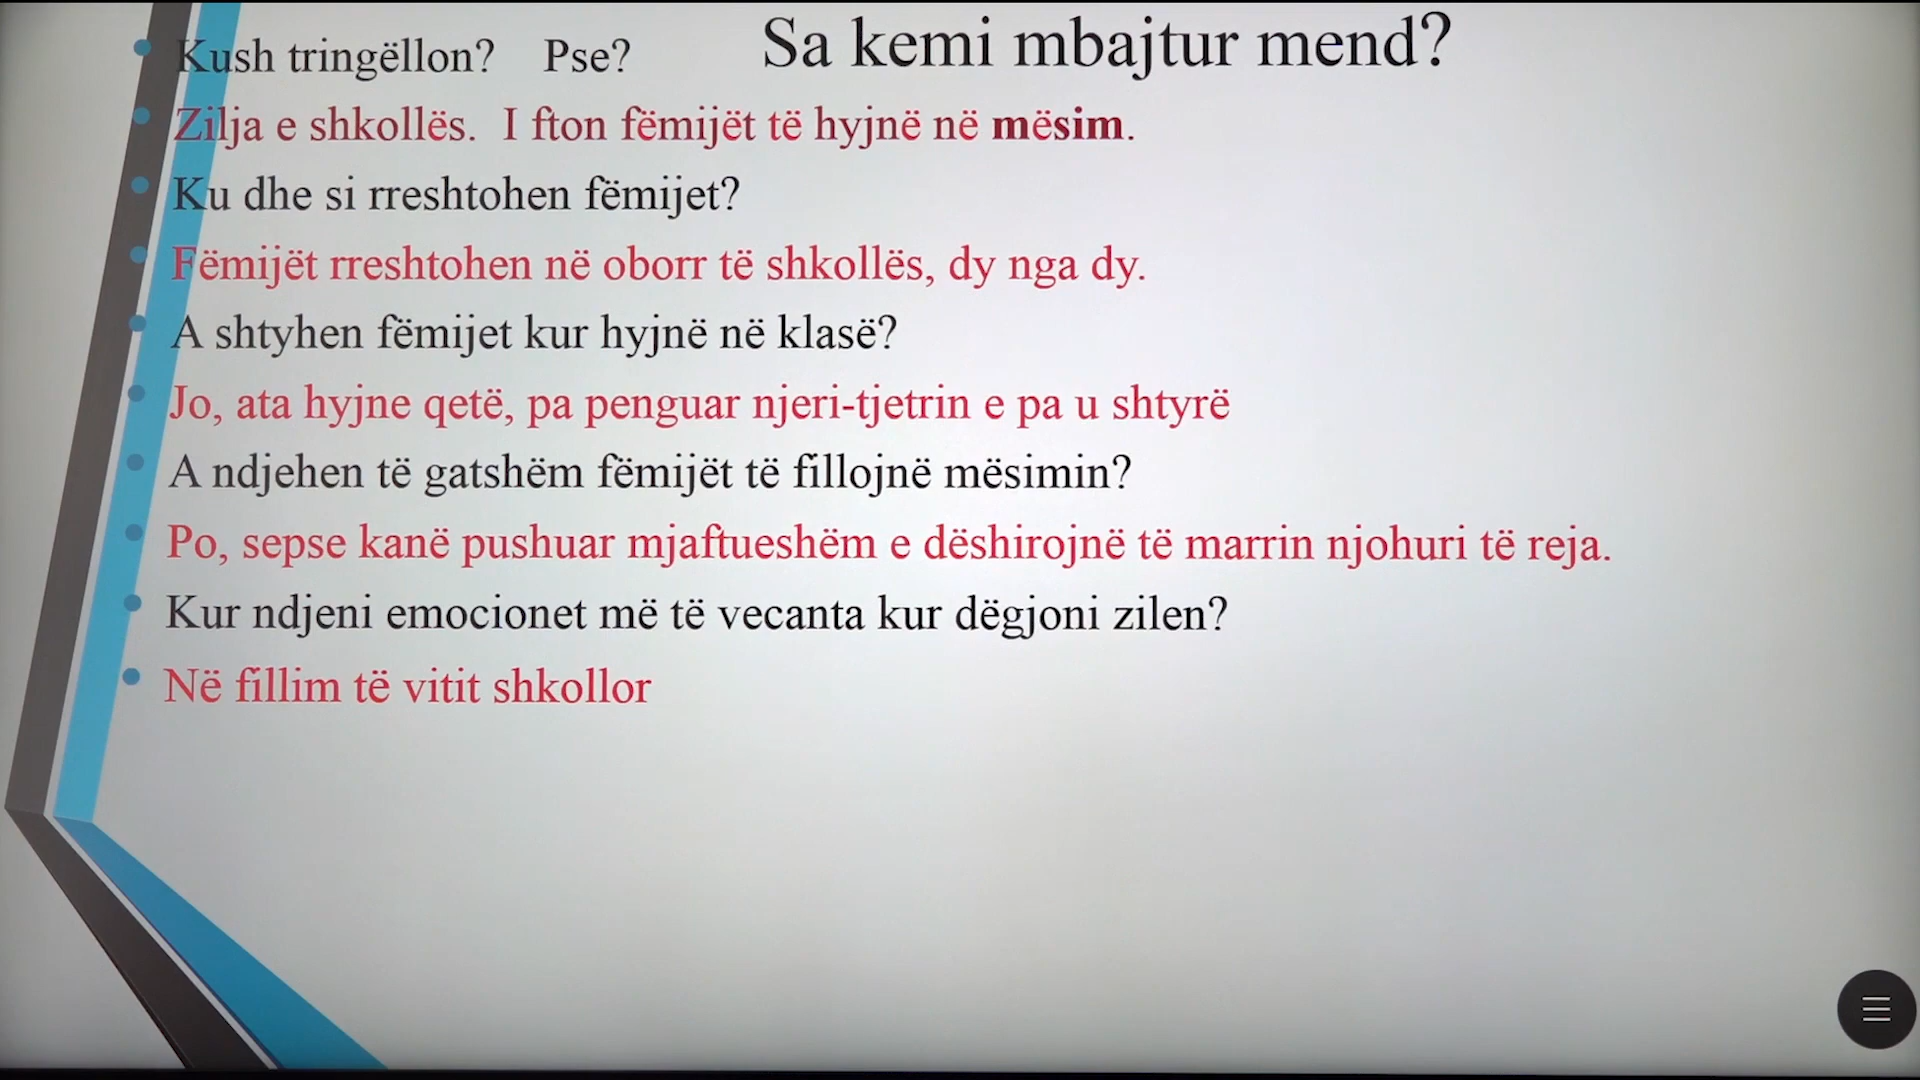 Sa kemi mbajtur mend?
Kush tringëllon? Pse?
Zilja e shkollës. I fton fëmijët të hyjnë në mësim.
Ku dhe si rreshtohen fëmijet?
Fëmijët rreshtohen në oborr të shkollës, dy nga dy.
A shtyhen fëmijet kur hyjnë në klasë?
Jo, ata hyjne qetë, pa penguar njeri-tjetrin e pa u shtyrë
A ndjehen të gatshëm fëmijët të fillojnë mësimin?
Po, sepse kanë pushuar mjaftueshëm e dëshirojnë të marrin njohuri të reja.
Kur ndjeni emocionet më të vecanta kur dëgjoni zilen?
Në fillim të vitit shkollor